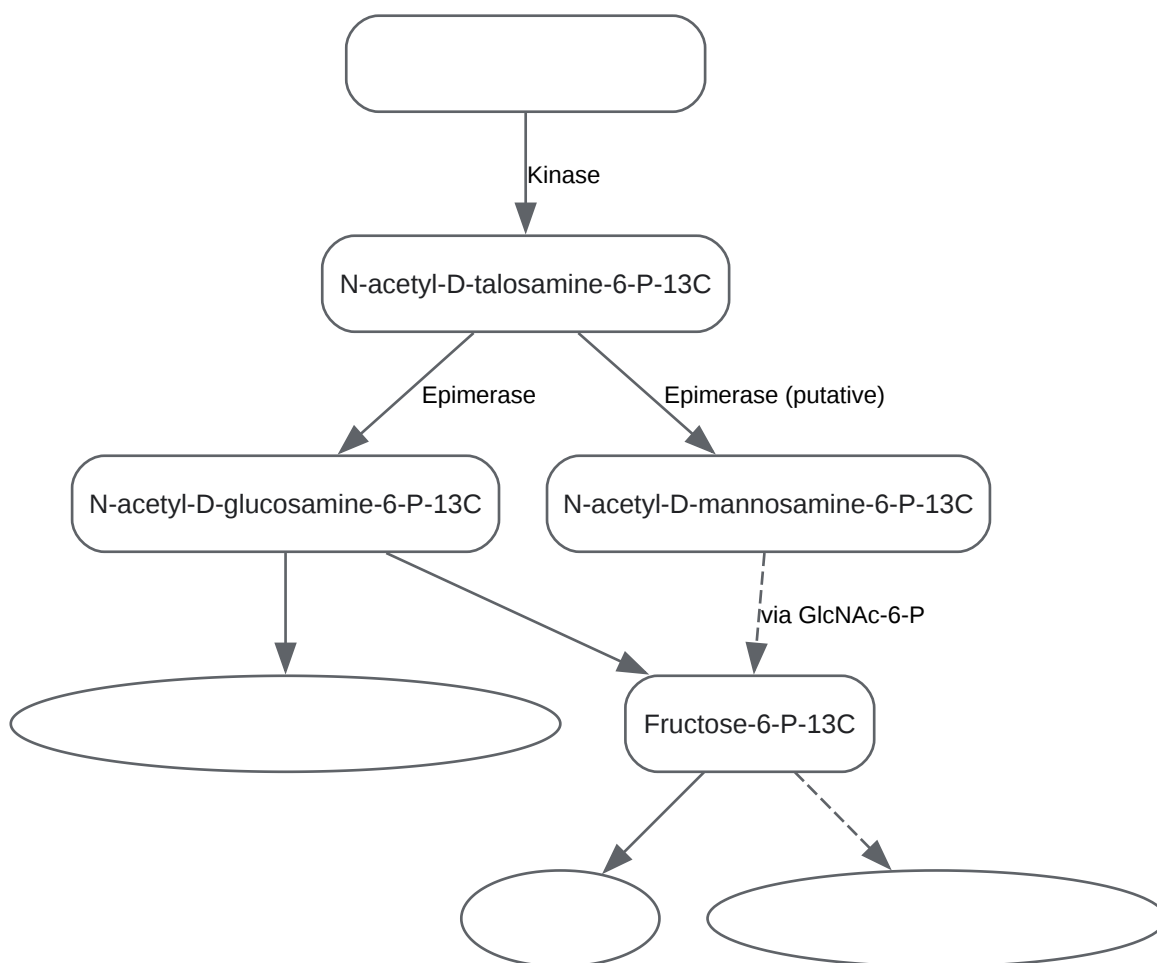 Kinase
N-acetyl-D-talosamine-6-P-13C
Epimerase
Epimerase (putative)
N-acetyl-D-glucosamine-6-P-13C
N-acetyl-D-mannosamine-6-P-13C
via GlcNAc-6-P
Fructose-6-P-13C